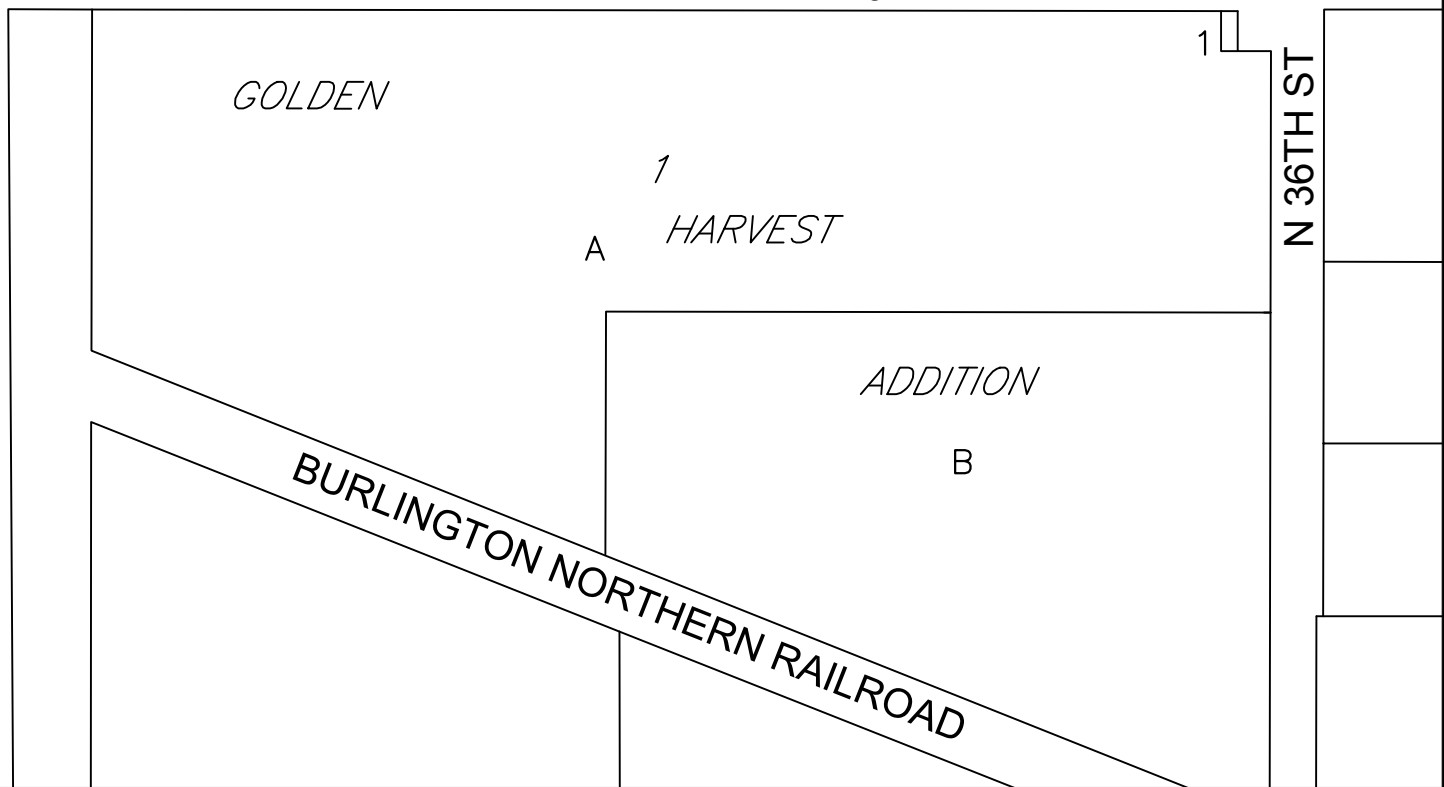 1
N 36TH ST
GOLDEN
1
HARVEST
A
ADDITION
B
BURLINGTON NORTHERN RAILROAD